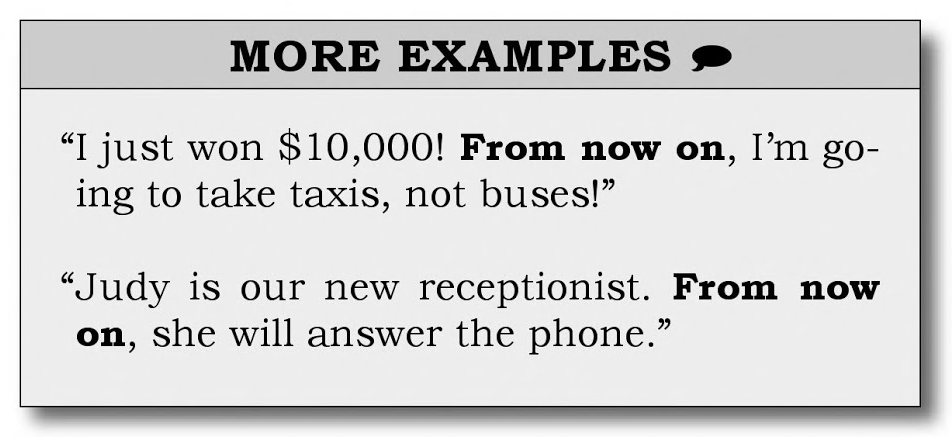 MORE EXAMPLES
“I just won $10,000! From now on, I’m go-
ing to take taxis, not buses!”
“Judy is our new receptionist. From now
on, she will answer the phone.”